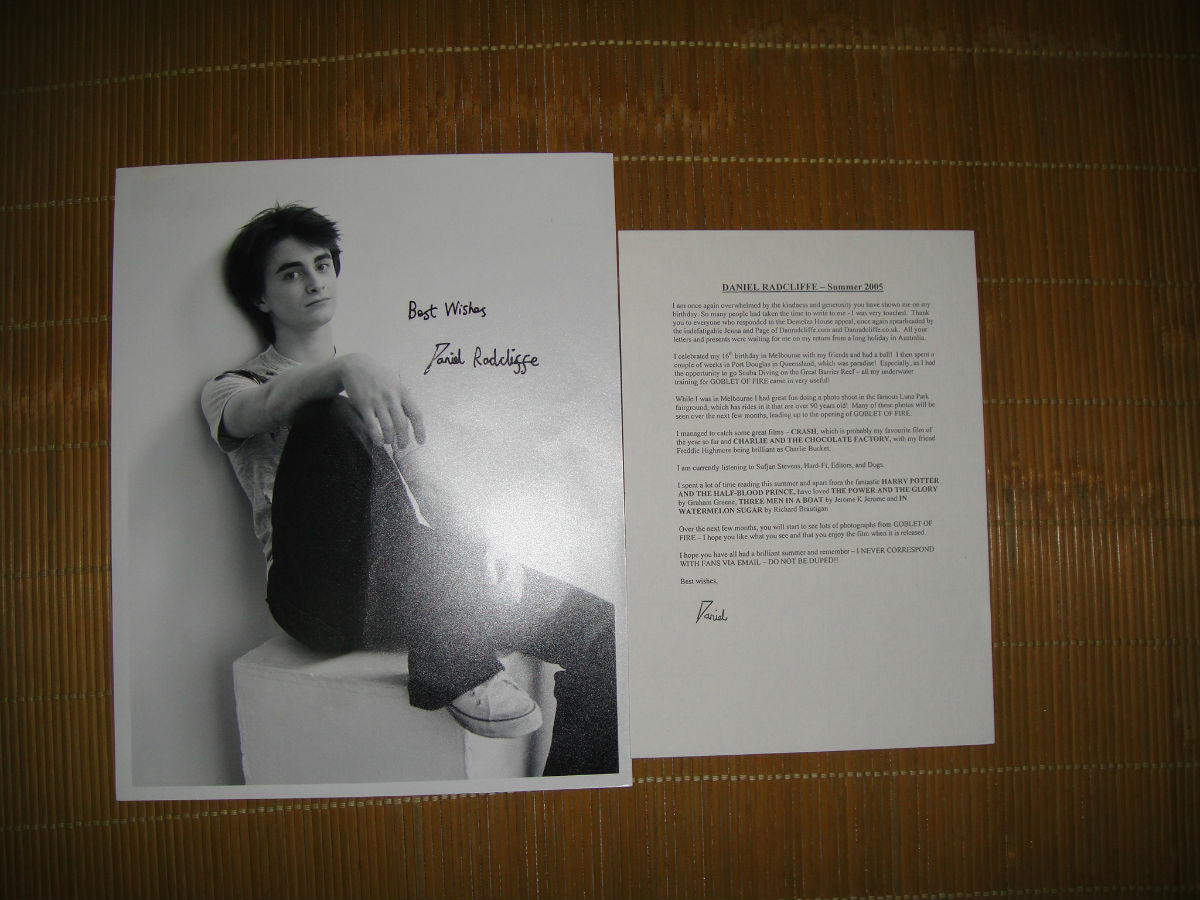 Best Wishes
Daniel Radcliffe
DANIEL RADCLIFFE – Summer 2005
I am once again overwhelmed by the kindness and generosity you have shown me on my
birthday. So many people had taken the time to write to me - I was very touched. Thank
you to everyone who responded to the Demelza House appeal, once again spearheaded by
the indefatigable Jenna and Page of Danradcliffe.com and Danradcliffe.co.uk. All your
letters and presents were waiting for me on my return from a long holiday in Australia.
I celebrated my 16th birthday in Melbourne with my friends and had a ball! I then spent a
couple of weeks in Port Douglas in Queensland, which was paradise! Especially, as I had
the opportunity to go Scuba Diving on the Great Barrier Reef – all my underwater
training for GOBLET OF FIRE came in very useful!
While I was in Melbourne I had great fun doing a photo shoot in the famous Luna Park
fairground, which has rides in it that are over 90 years old! Many of these photos will be
seen over the next few months, leading up to the opening of GOBLET OF FIRE.
I managed to catch some great films – CRASH, which is probably my favourite film of
the year so far and CHARLIE AND THE CHOCOLATE FACTORY, with my friend
Freddie Highmore being brilliant as Charlie Bucket.
I am currently listening to Sufjan Stevens, Hard-Fi, Editors, and Dogs.
I spent a lot of time reading this summer and apart from the fantastic HARRY POTTER
AND THE HALF-BLOOD PRINCE, have loved THE POWER AND THE GLORY
by Graham Greene, THREE MEN IN A BOAT by Jerome K Jerome and IN
WATERMELON SUGAR by Richard Brautigan
Over the next few months, you will start to see lots of photographs from GOBLET OF
FIRE – I hope you like what you see and that you enjoy the film when it is released.
I hope you have all had a brilliant summer and remember – I NEVER CORRESPOND
WITH FANS VIA EMAIL – DO NOT BE DUPED!!
Best wishes,
Daniel